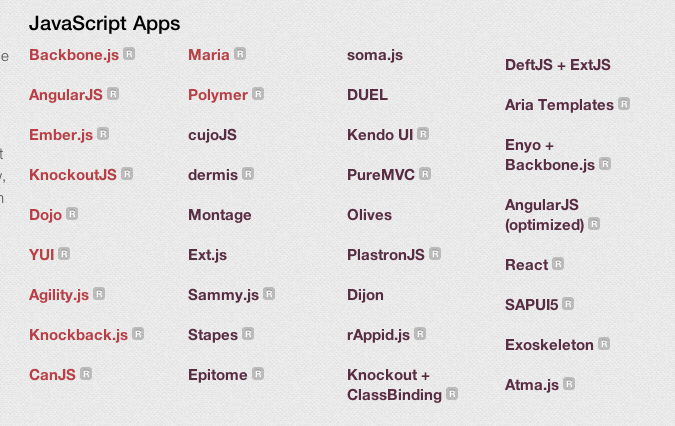 JavaScript Apps
e
t
y,
n
Backbone.js R
AngularJS R
Ember.js R
KnockoutJS R
Dojo R
YUI R
Agility.js R
Knockback.js R
CanJS R
Maria R
Polymer R
cujoJS
dermis R
Montage
Ext.js
Sammy.js R
Stapes R
Epitome R
soma.js
DUEL
Kendo UI R
PureMVC R
Olives
PlastronJS R
Dijon
rAppid.js R
Knockout +
ClassBinding R
DeftJS + ExtJS
Aria Templates R
Enyo +
Backbone.js R
AngularJS
(optimized) R
React R
SAPUI5 R
Exoskeleton R
Atma.js R